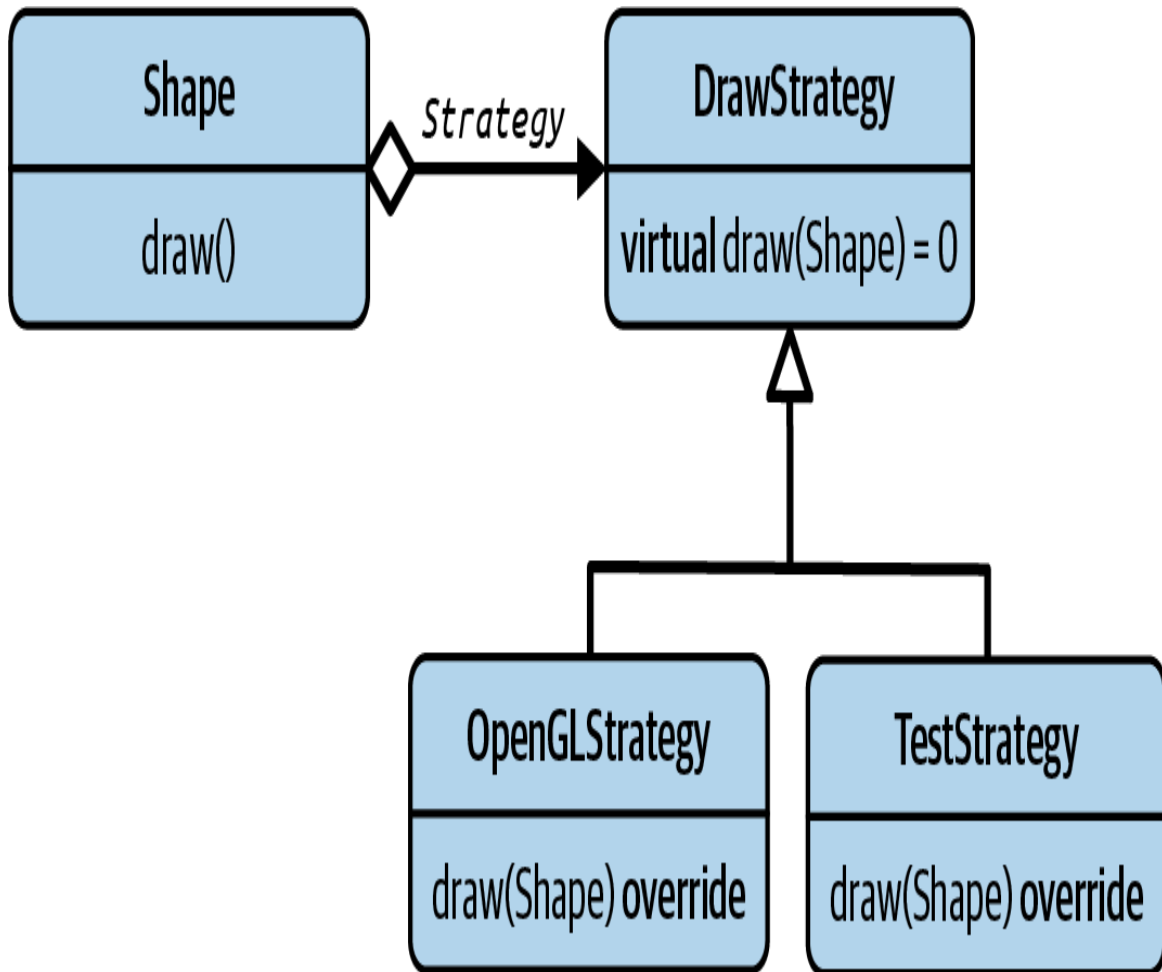 Shape
draw()
Strategy
DrawStrategy
virtual draw(Shape) = 0
OpenGLStrategy
draw(Shape) override
TestStrategy
draw(Shape) override